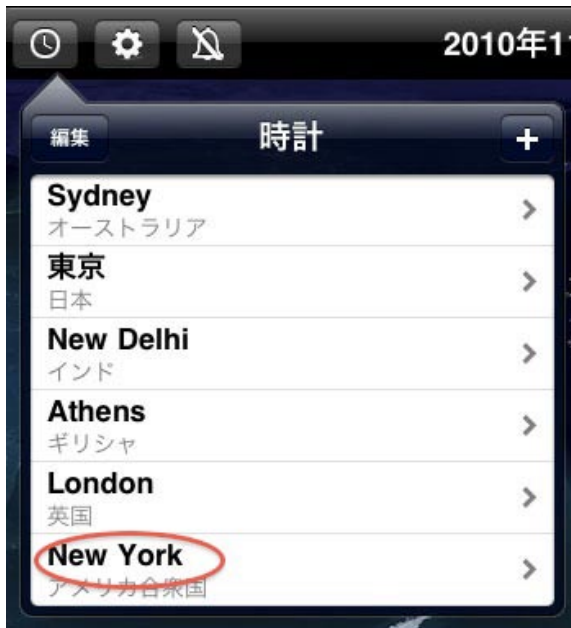 2010年11
編集
時計
+
Sydney
オーストラリア
東京
日本
New Delhi
インド
Athens
ギリシャ
London
英国
New York
アメリカ合衆国